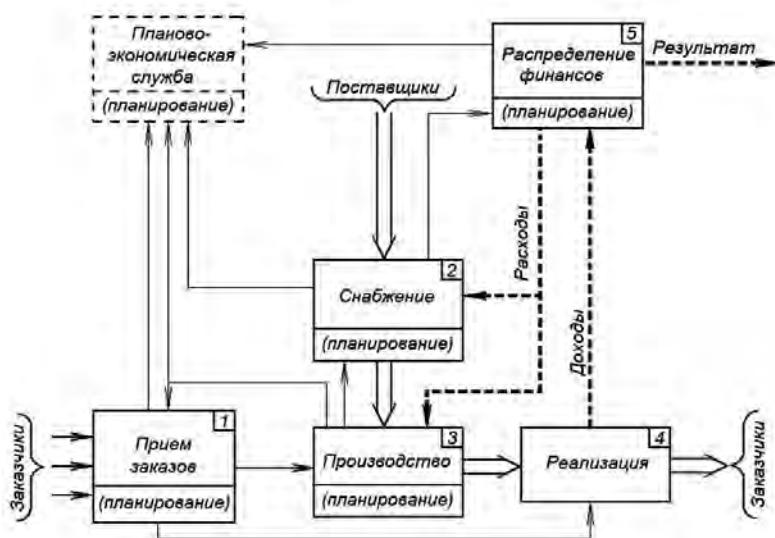 Планово-
экономическая
служба
(планирование)
5
Распределение
финансов
(планирование)
Результат
Поставщики
Расходы
Доходы
2
Снабжение
(планирование)
Заказчики
1
Прием
заказов
(планирование)
3
Производство
(планирование)
4
Реализация
Заказчики